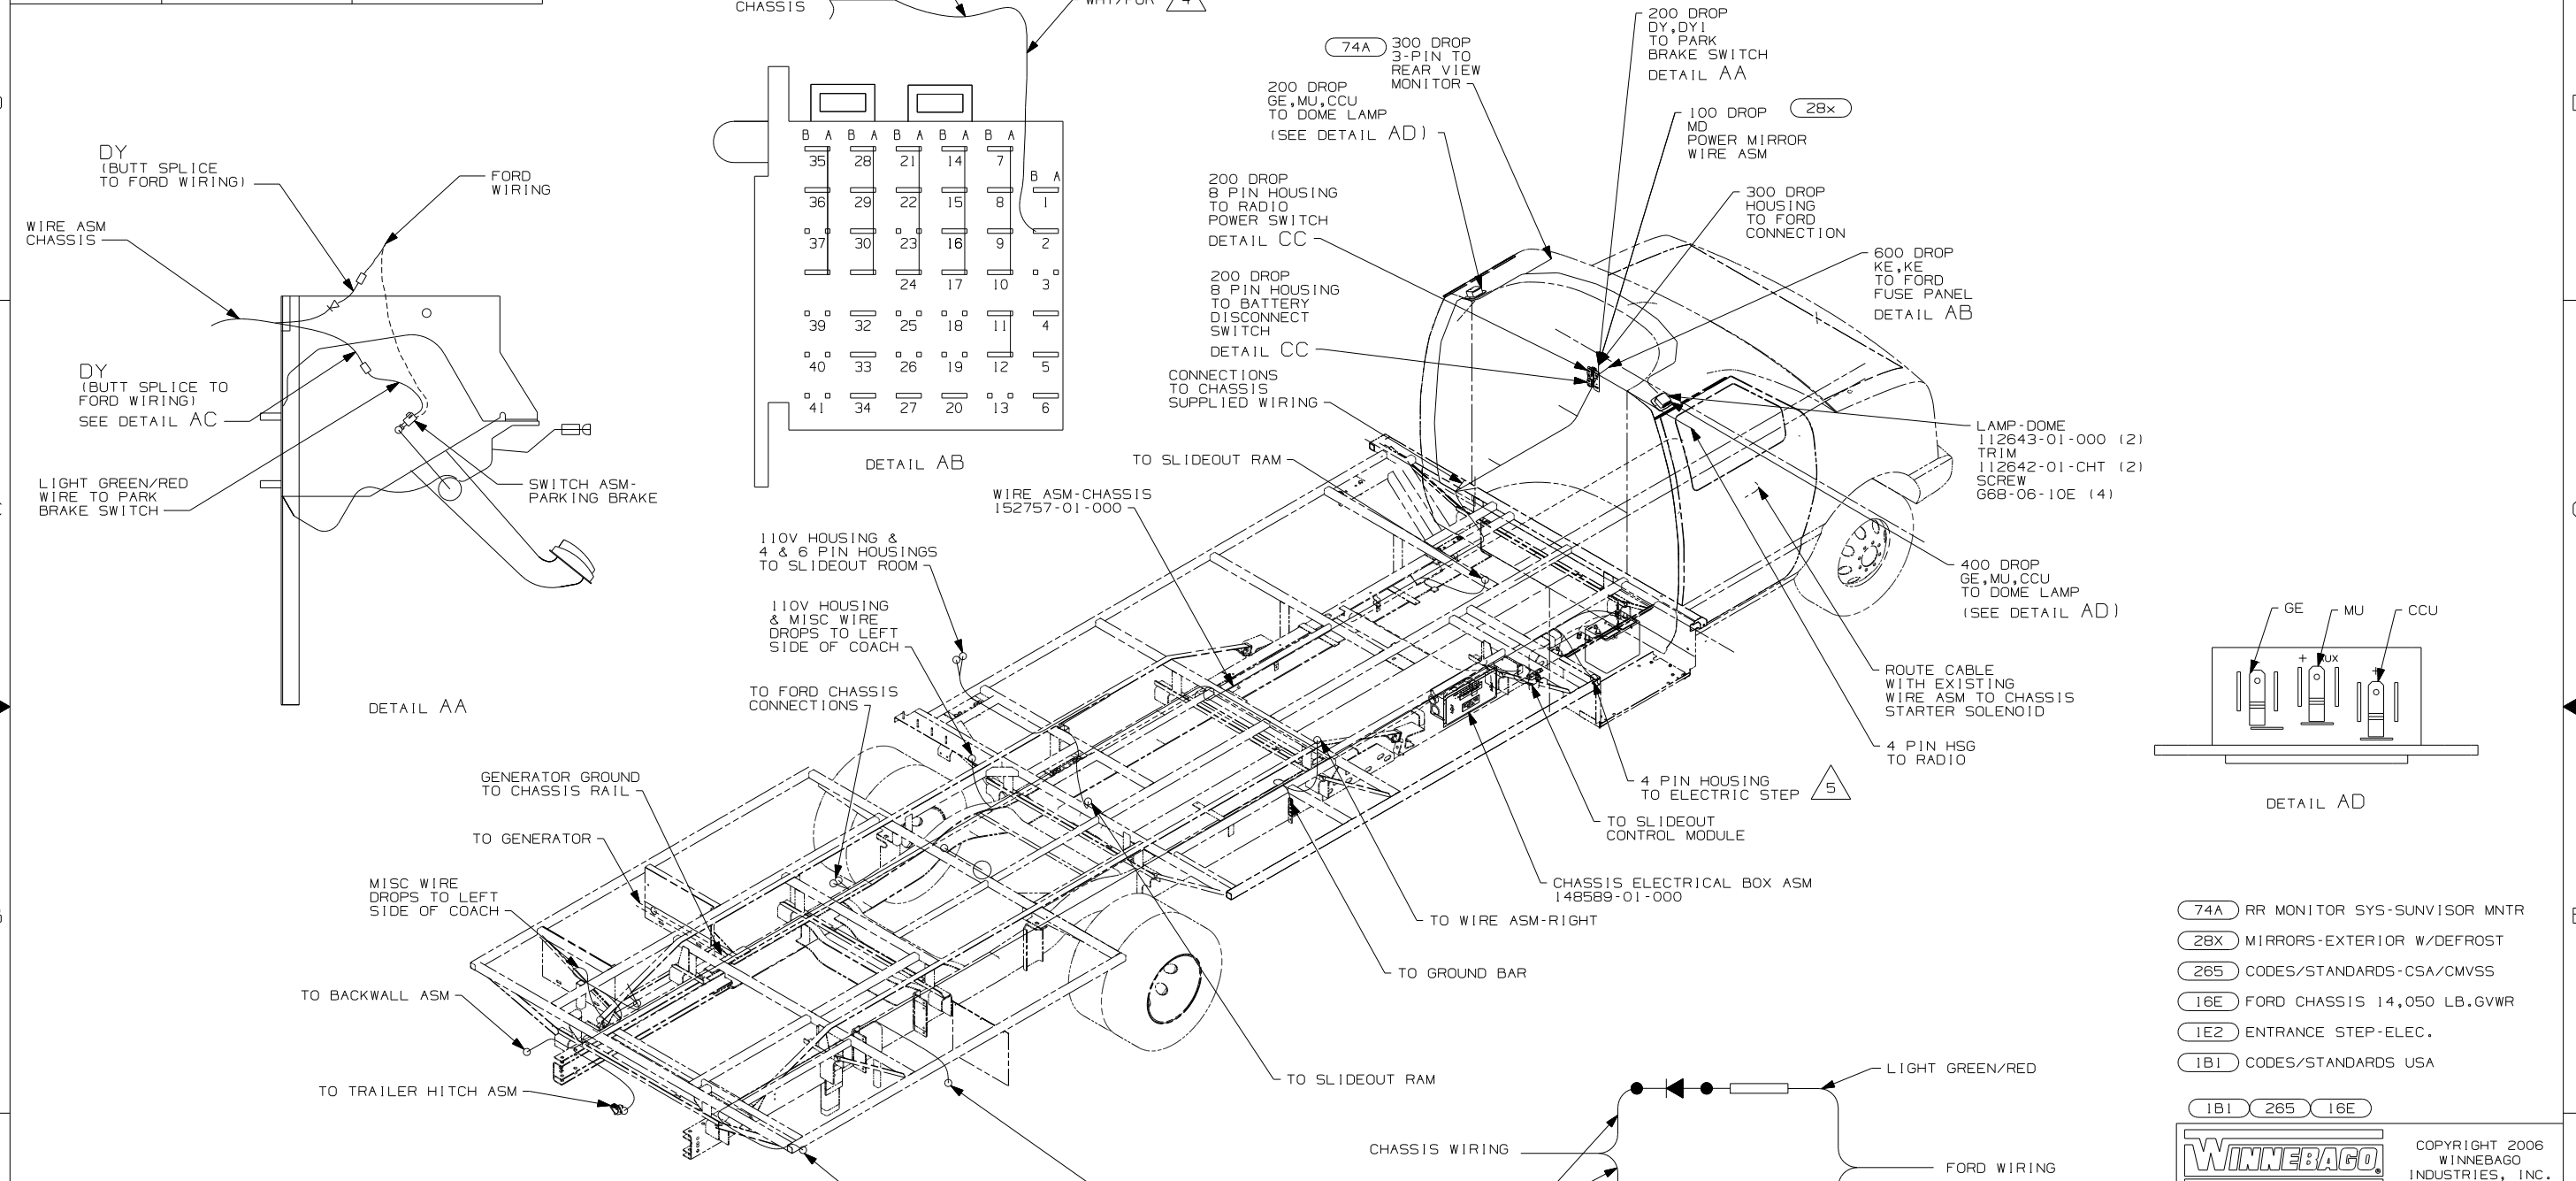 CHASSIS
WHT/PUR
4
74A
300 DROP
3-PIN TO
REAR VIEW
MONITOR
200 DROP
DY,DY1
TO PARK
BRAKE SWITCH
DETAIL AA
200 DROP
GE,MU,CCU
TO DOME LAMP
(SEE DETAIL AD)
100 DROP
MD
POWER MIRROR
WIRE ASM
28x
200 DROP
8 PIN HOUSING
TO RADIO
POWER SWITCH
DETAIL CC
300 DROP
HOUSING
TO FORD
CONNECTION
200 DROP
8 PIN HOUSING
TO BATTERY
DISCONNECT
SWITCH
DETAIL CC
600 DROP
KE,KE
TO FORD
FUSE PANEL
DETAIL AB
CONNECTIONS
TO CHASSIS
SUPPLIED WIRING
DY
(BUTT SPLICE
TO FORD WIRING)
FORD
WIRING
WIRE ASM
CHASSIS
DY
(BUTT SPLICE TO
FORD WIRING)
SEE DETAIL AC
LIGHT GREEN/RED
WIRE TO PARK
BRAKE SWITCH
SWITCH ASM-
PARKING BRAKE
DETAIL AA
B A B A B A B A B A
35 28 21 14 7
B A
36 29 22 15 8 1
37 30 23 16 9 2
24 17 10 3
39 32 25 18 11 4
40 33 26 19 12 5
41 34 27 20 13 6
DETAIL AB
TO SLIDEOUT RAM
WIRE ASM-CHASSIS
152757-01-000
110V HOUSING &
4 & 6 PIN HOUSINGS
TO SLIDEOUT ROOM
110V HOUSING
& MISC WIRE
DROPS TO LEFT
SIDE OF COACH
TO FORD CHASSIS
CONNECTIONS
GENERATOR GROUND
TO CHASSIS RAIL
TO GENERATOR
MISC WIRE
DROPS TO LEFT
SIDE OF COACH
TO BACKWALL ASM
TO TRAILER HITCH ASM
LAMP-DOME
112643-01-000 (2)
TRIM
112642-01-CHT (2)
SCREW
G68-06-10E (4)
400 DROP
GE,MU,CCU
TO DOME LAMP
(SEE DETAIL AD)
ROUTE CABLE
WITH EXISTING
WIRE ASM TO CHASSIS
STARTER SOLENOID
4 PIN HSG
TO RADIO
4 PIN HOUSING
TO ELECTRIC STEP
5
TO SLIDEOUT
CONTROL MODULE
CHASSIS ELECTRICAL BOX ASM
148589-01-000
TO WIRE ASM-RIGHT
TO GROUND BAR
TO SLIDEOUT RAM
GE
MU
CCU
DETAIL AD
LIGHT GREEN/RED
CHASSIS WIRING
FORD WIRING
74A RR MONITOR SYS-SUNVISOR MNTR
28X MIRRORS-EXTERIOR W/DEFROST
265 CODES/STANDARDS-CSA/CMVSS
16E FORD CHASSIS 14,050 LB.GVWR
1E2 ENTRANCE STEP-ELEC.
1B1 CODES/STANDARDS USA
1B1 265 16E
WINNEBAGO
COPYRIGHT 2006
WINNEBAGO
INDUSTRIES, INC.